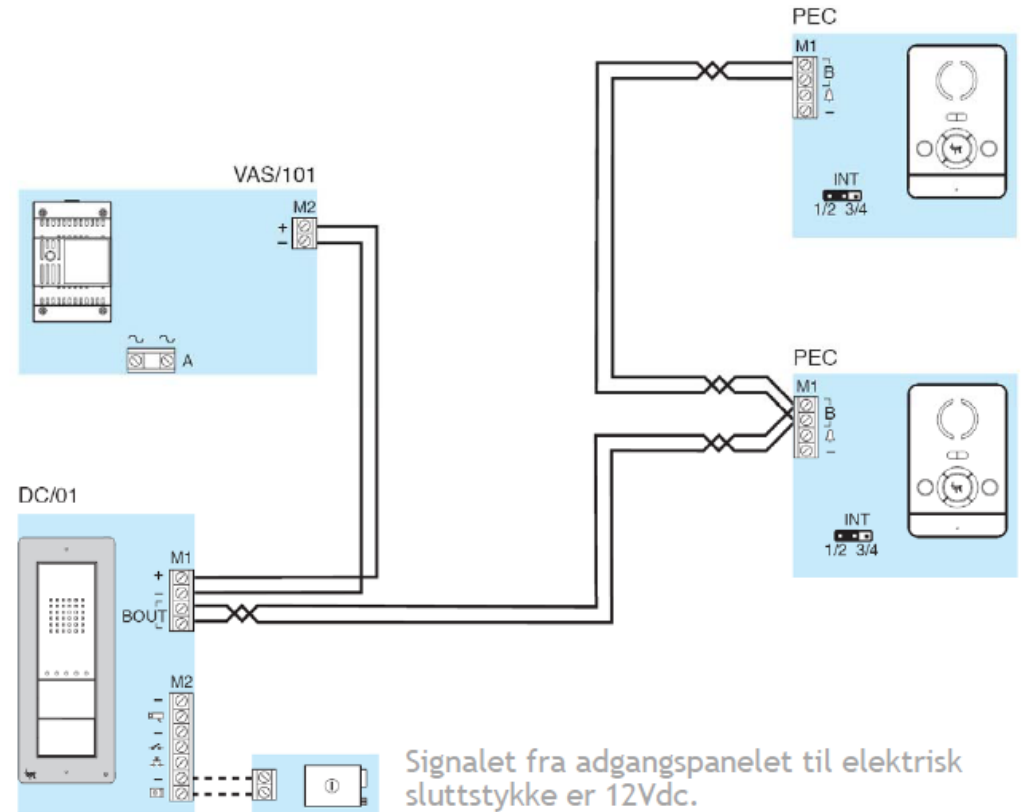 PEC
M1
B
–
INT
1/2 3/4
VAS/101
M2
+
–
A
PEC
M1
B
–
INT
1/2 3/4
DC/01
M1
+
–
BOUT
M2
–
–
–
Signalet fra adgangspanelet til elektrisk
sluttstykke er 12Vdc.